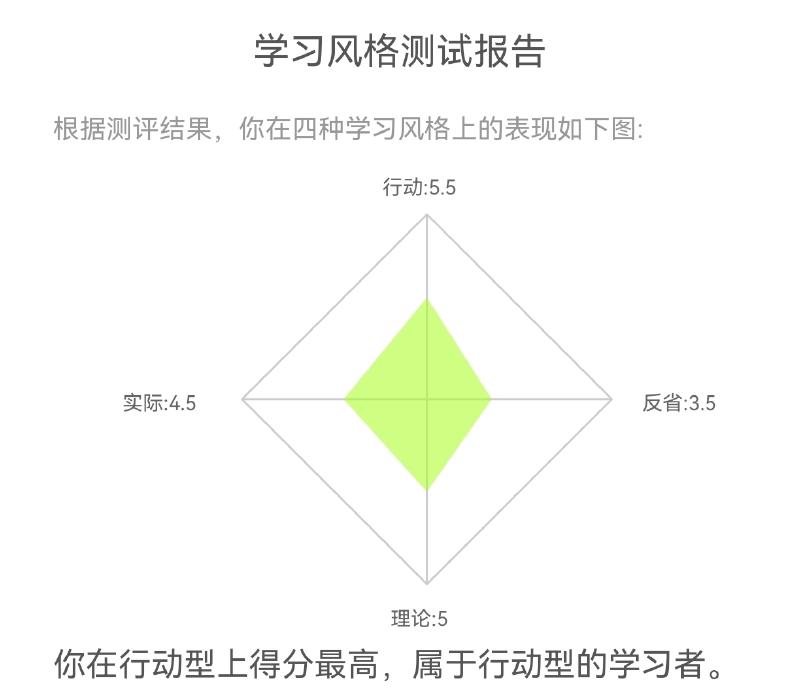 学习风格测试报告
根据测评结果，你在四种学习风格上的表现如下图:
行动:5.5
实际:4.5
反省:3.5
理论:5
你在行动型上得分最高，属于行动型的学习者。